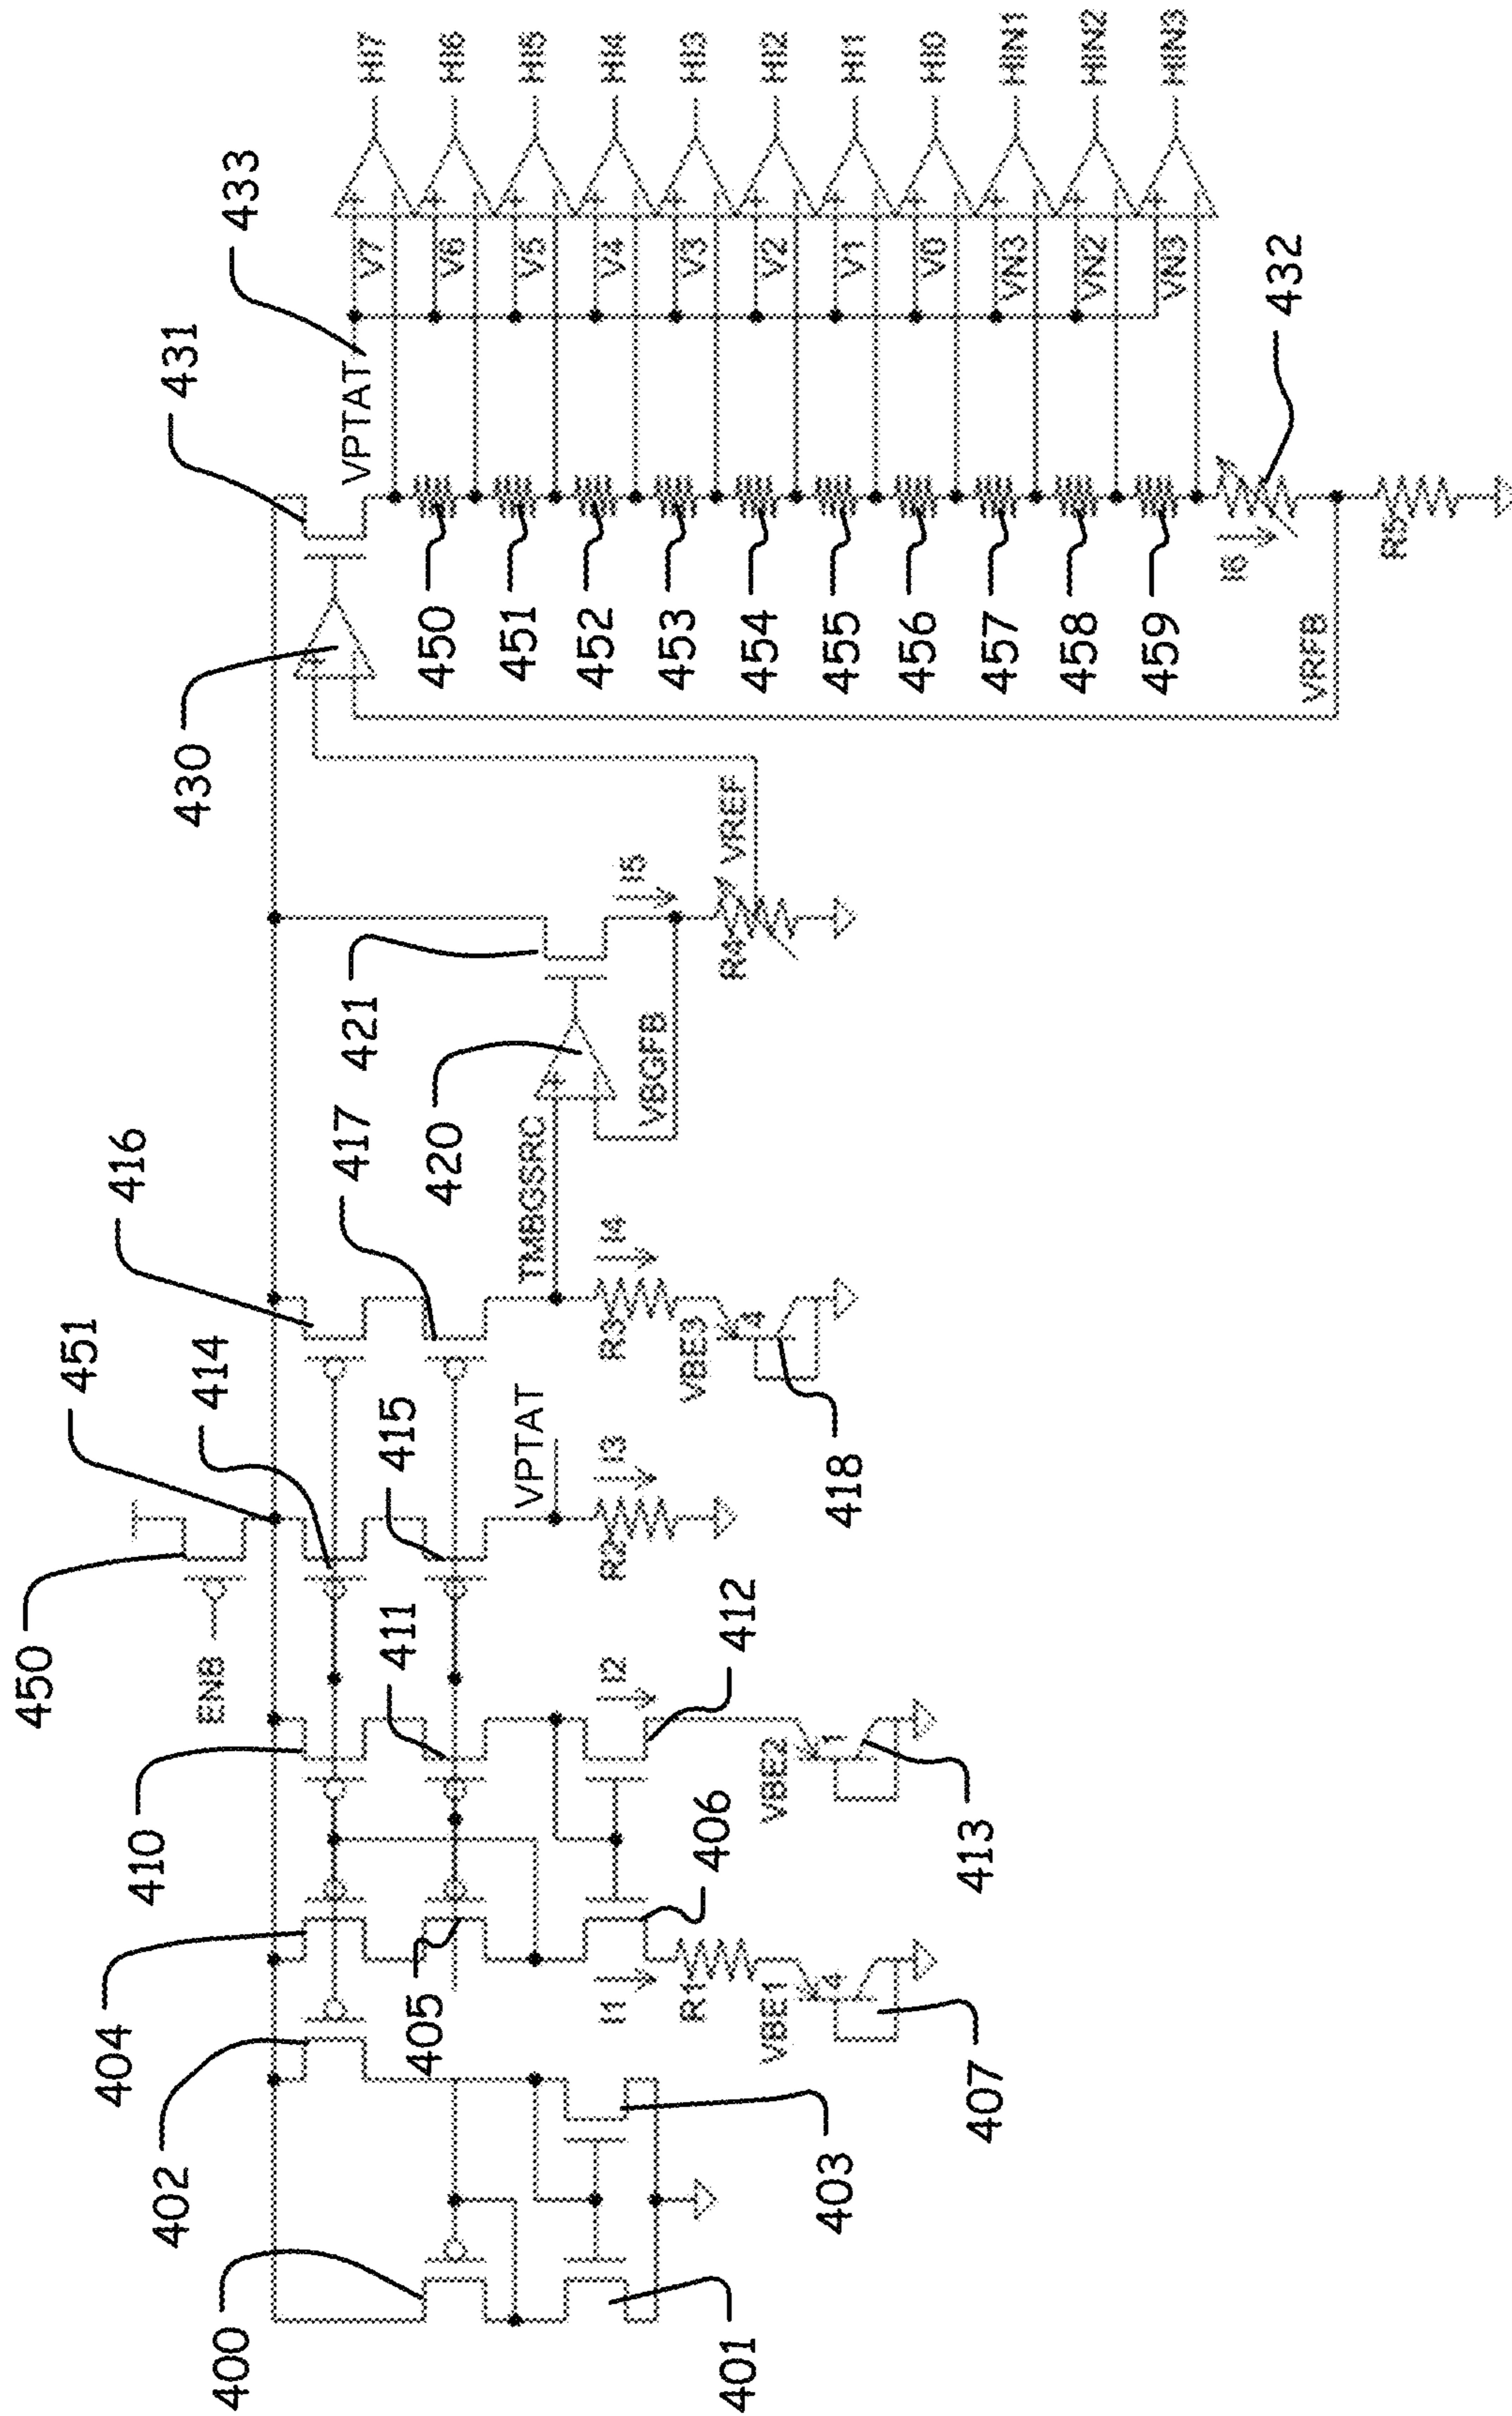 HI7
HI6
HI5
HI4
HI3
HI2
HI1
HI0
HIN1
HIN2
HIN3
433
V7
V6
V5
V4
V3
V2
V1
V0
VN3
VN2
VN3
VPTAT
431
432
430
450
451
452
453
454
455
456
457
458
459
I6
R5
VRFB
I5
VREF
R4
421
420
VBGFB
TMBGSRC
416
417
I4
R3
VBE3
4
418
451
414
415
VPTAT
I3
R2
450
ENB
411
412
I2
VBE2
1
413
410
406
404
405
I1
R1
VBE1
4
407
402
403
400
401